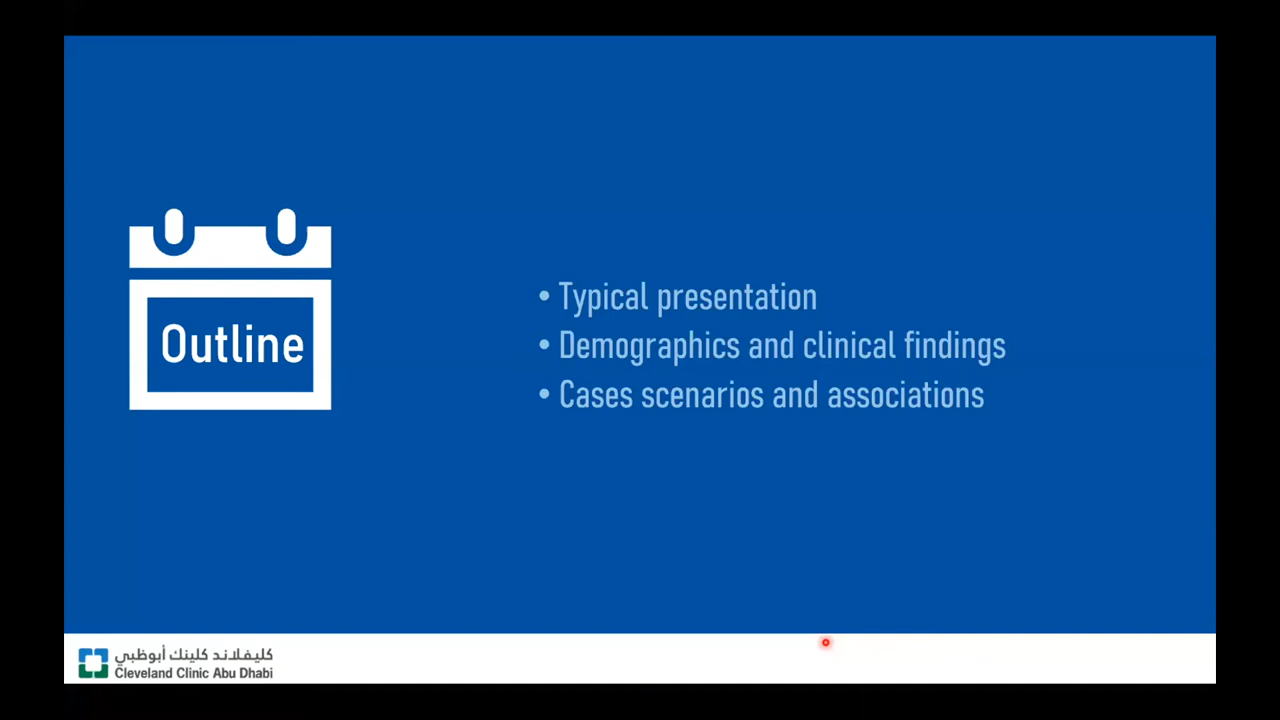 Outline
• Typical presentation
• Demographics and clinical findings
• Cases scenarios and associations
كليفلاند كلينك أبوظبي
Cleveland Clinic Abu Dhabi